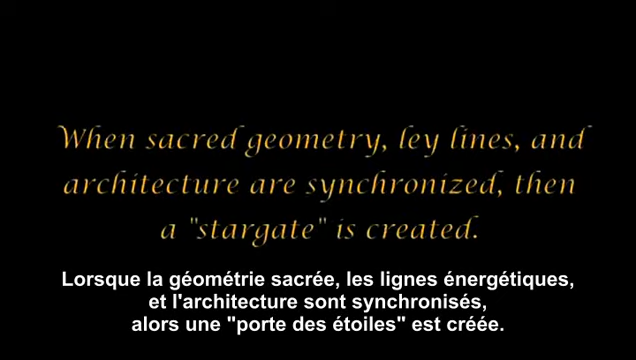 When sacred geometry, ley lines, and
architecture are synchronized, then
a "stargate" is created.
Lorsque la géométrie sacrée, les lignes énergétiques,
et l'architecture sont synchronisés,
alors une "porte des étoiles" est créée.